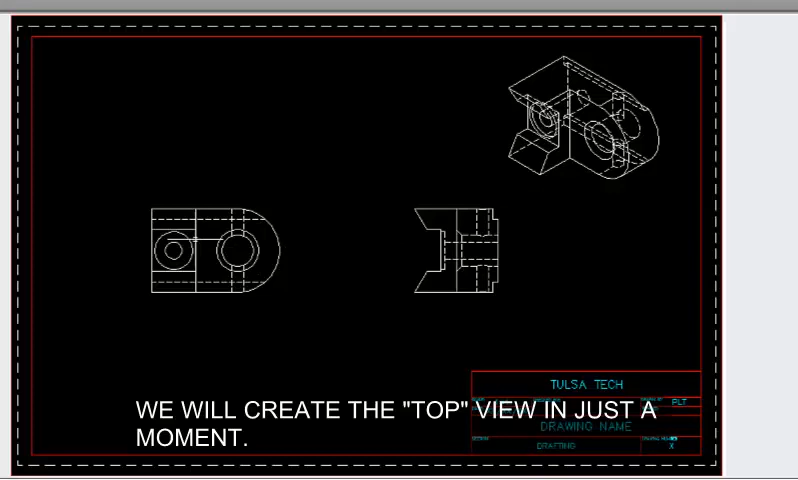 TULSA TECH
PLT
WE WILL CREATE THE "TOP" VIEW IN JUST A
MOMENT.
DRAWING NAME
DRAFTING
X